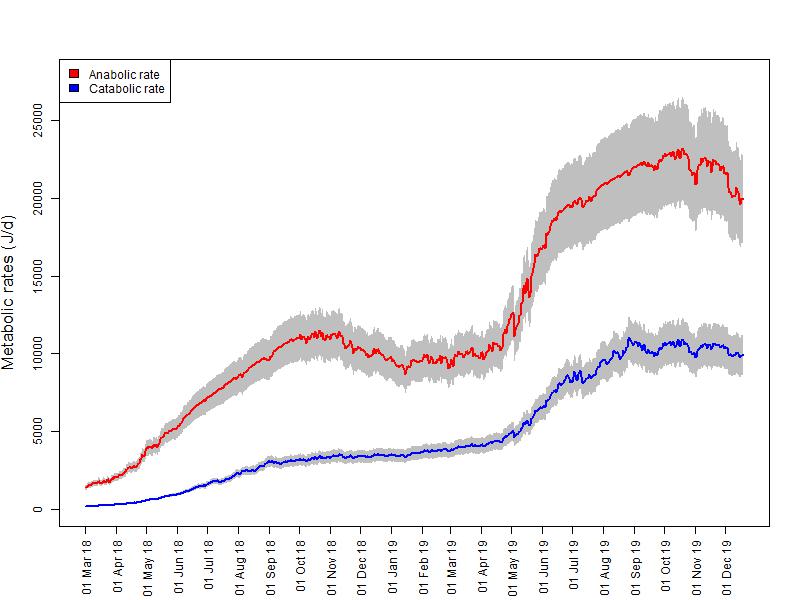 Anabolic rate
Catabolic rate
Metabolic rates (J/d)
25000
20000
15000
10000
5000
0
01 Mar 18
01 Apr 18
01 May 18
01 Jun 18
01 Jul 18
01 Aug 18
01 Sep 18
01 Oct 18
01 Nov 18
01 Dec 18
01 Jan 19
01 Feb 19
01 Mar 19
01 Apr 19
01 May 19
01 Jun 19
01 Jul 19
01 Aug 19
01 Sep 19
01 Oct 19
01 Nov 19
01 Dec 19